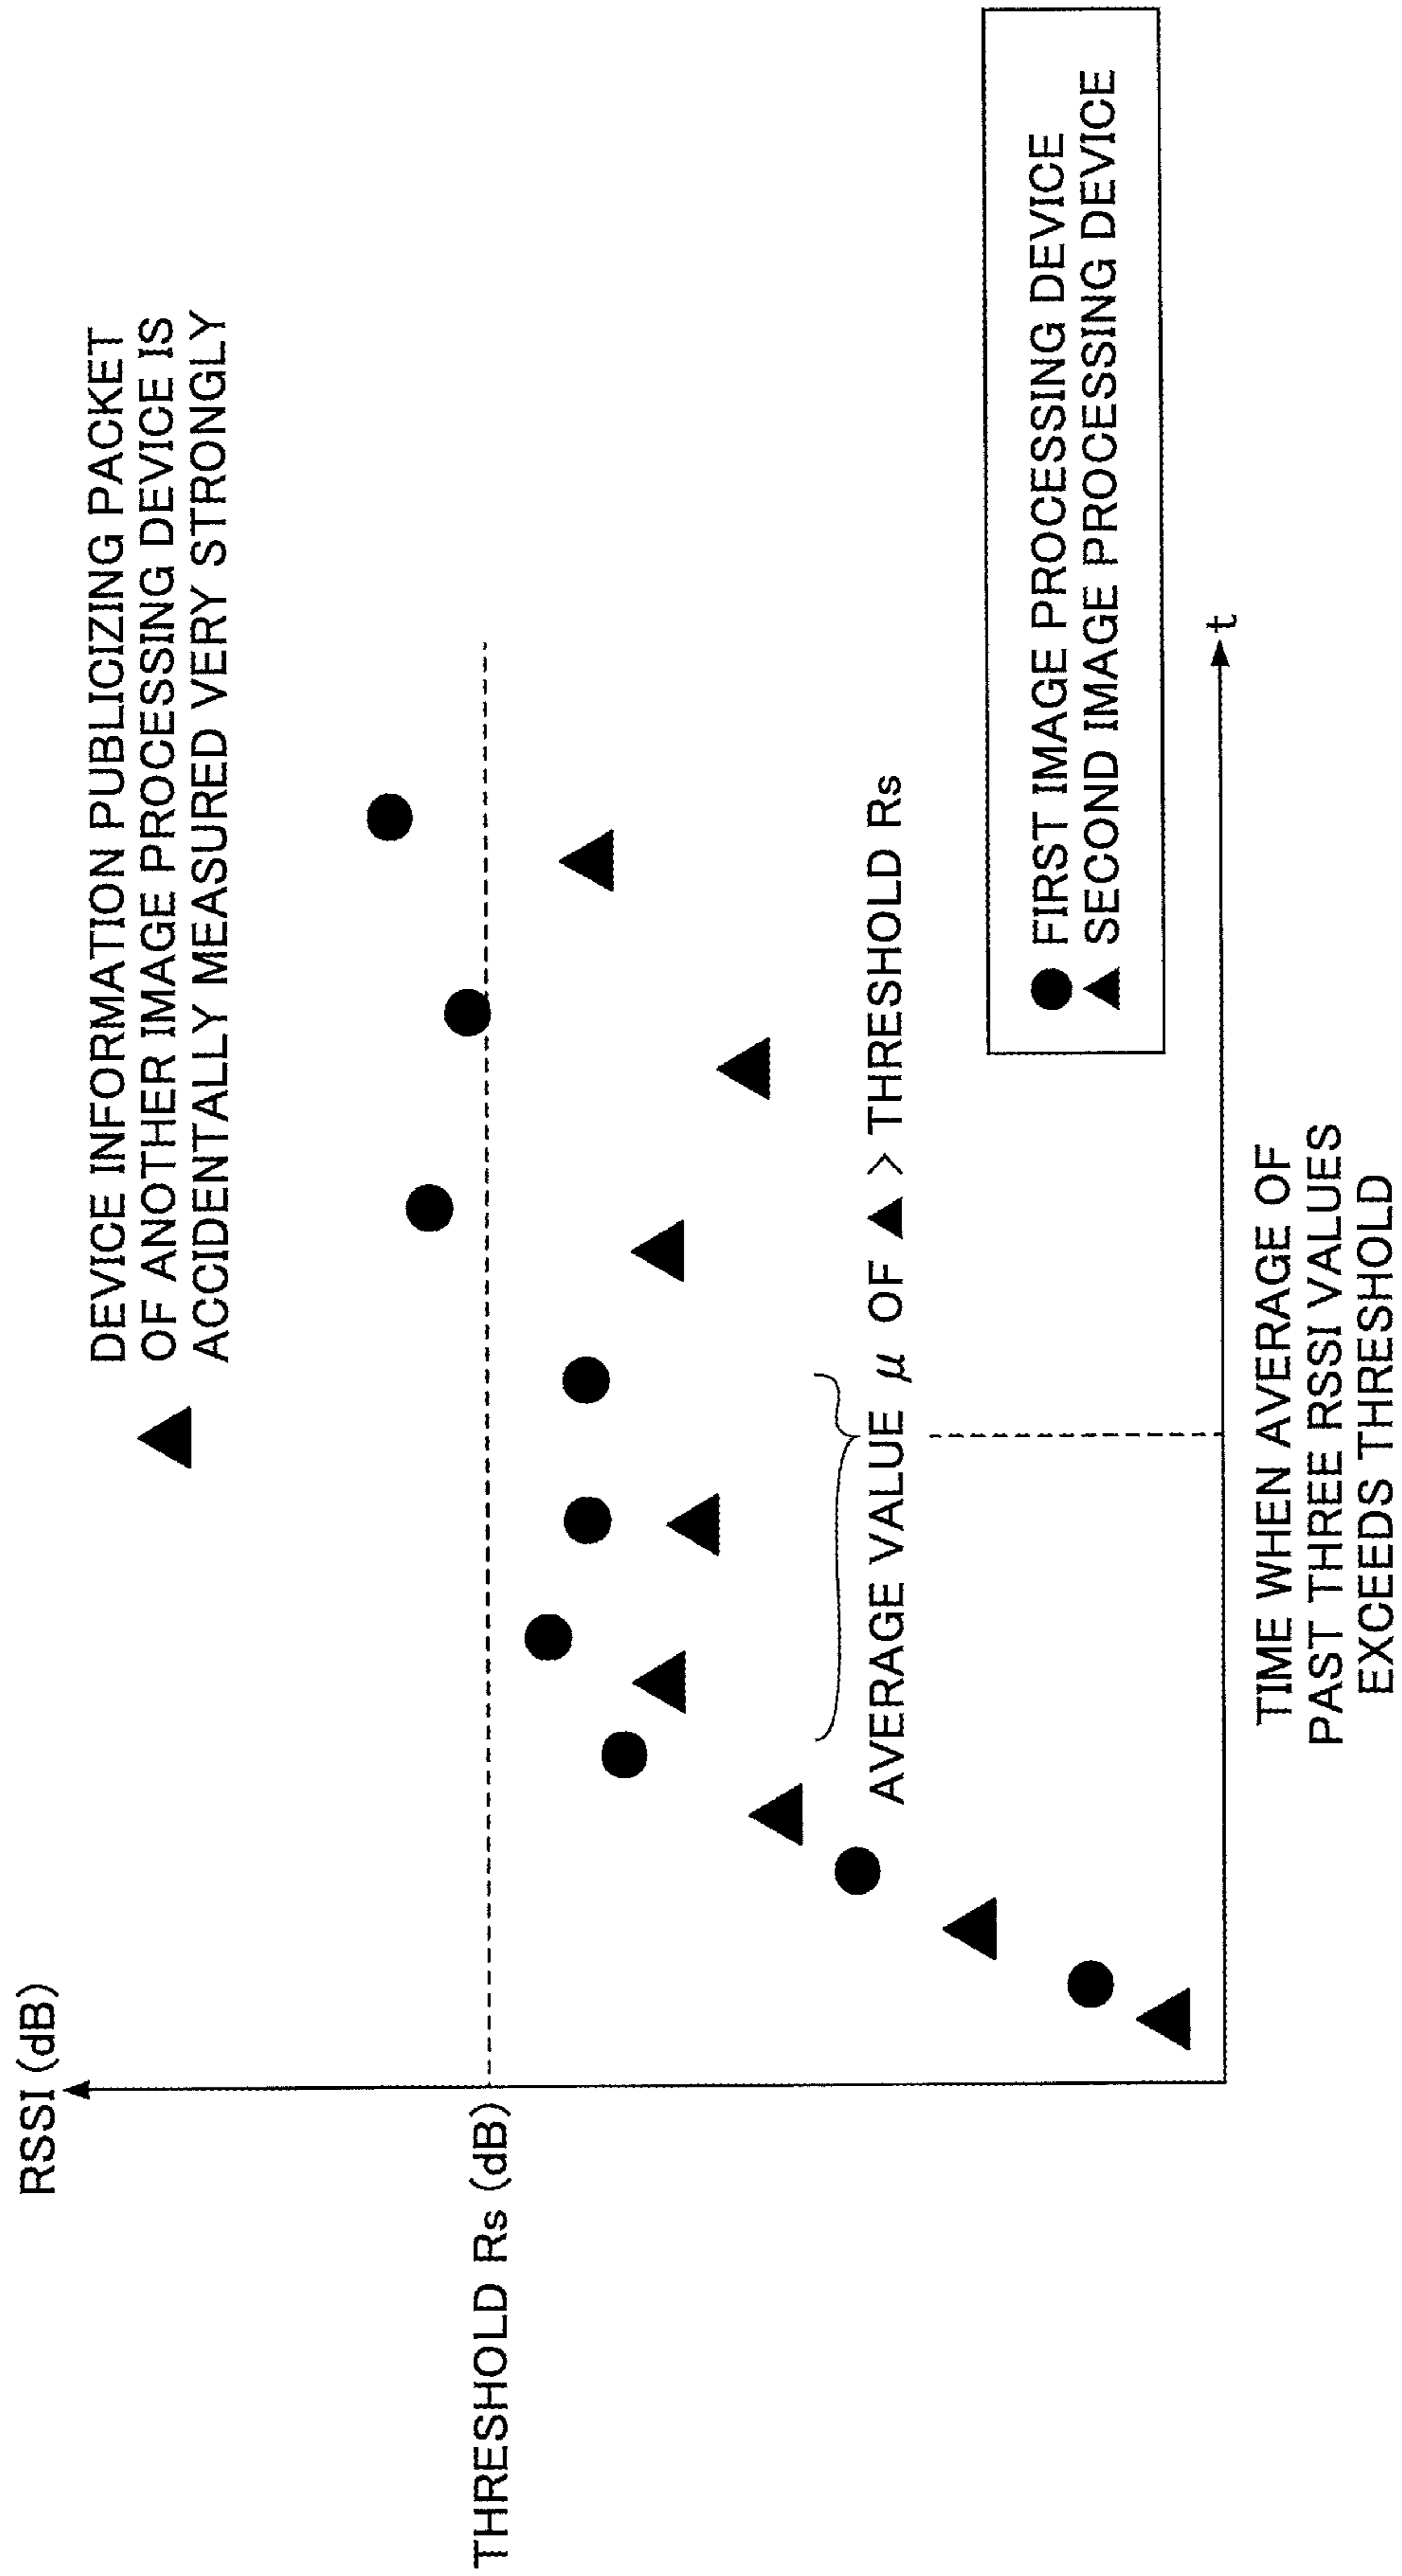 RSSI (dB)
▲ DEVICE INFORMATION PUBLICIZING PACKET
OF ANOTHER IMAGE PROCESSING DEVICE IS
ACCIDENTALLY MEASURED VERY STRONGLY
THRESHOLD Rs (dB)
AVERAGE VALUE μ OF ▲ > THRESHOLD Rs
● FIRST IMAGE PROCESSING DEVICE
▲ SECOND IMAGE PROCESSING DEVICE
t
TIME WHEN AVERAGE OF
PAST THREE RSSI VALUES
EXCEEDS THRESHOLD